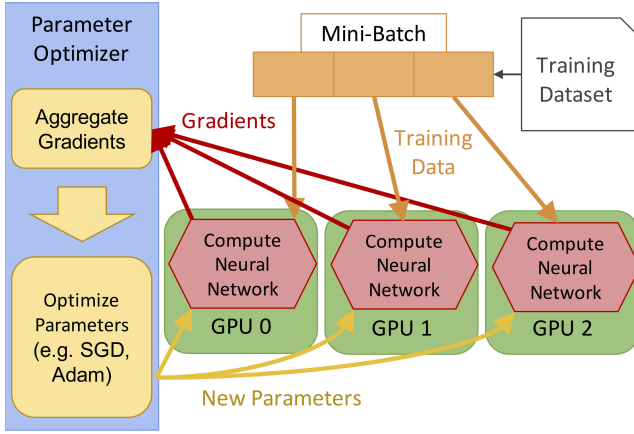 Parameter
Optimizer
Mini-Batch
Training
Dataset
Aggregate
Gradients
Gradients
Training
Data
Compute
Neural
Network
GPU 0
Compute
Neural
Network
GPU 1
Compute
Neural
Network
GPU 2
Optimize
Parameters
(e.g. SGD,
Adam)
New Parameters